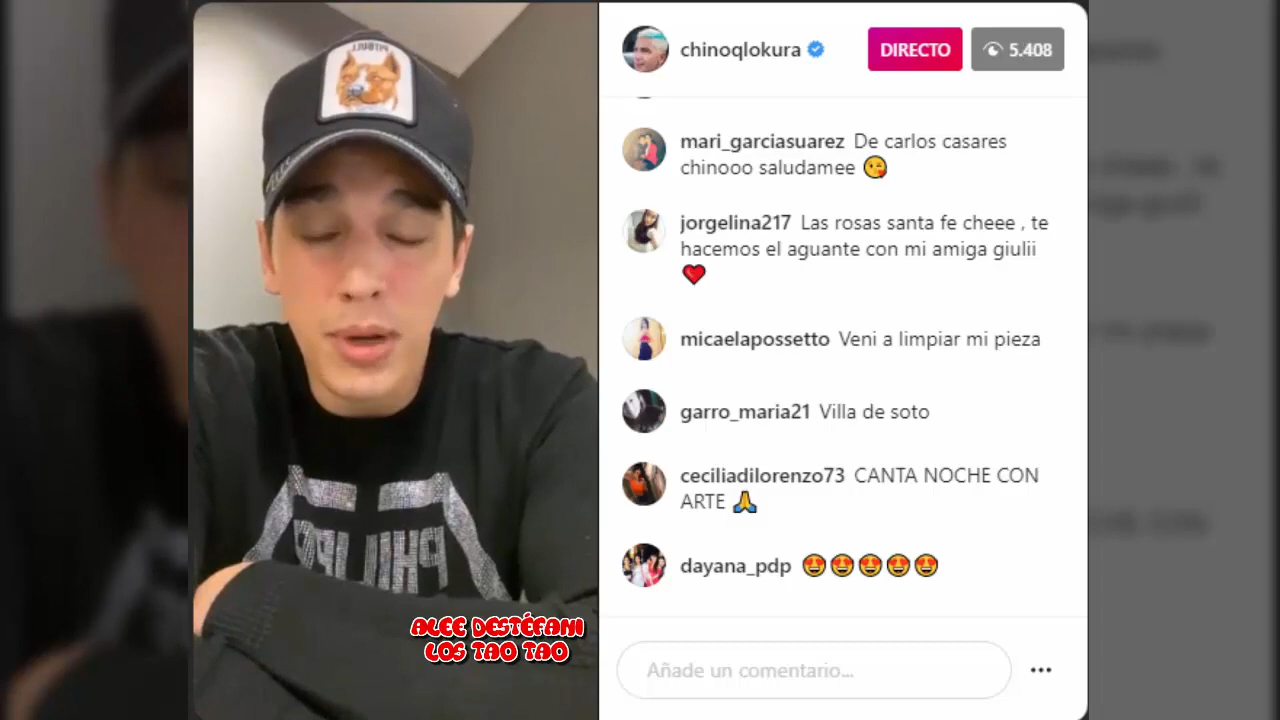 PITBULL
chinoqlokura
DIRECTO
5.408
mari_garciasuarez De carlos casares
chinooo saludamee 😘
jorgelina217 Las rosas santa fe cheee , te
hacemos el aguante con mi amiga giulii
❤️
micaelapossetto Veni a limpiar mi pieza
garro_maria21 Villa de soto
ceciliadilorenzo73 CANTA NOCHE CON
ARTE 🙏
dayana_pdp 🤩🤩🤩🤩🤩
ALEE DESTÉFANI
LOS TAO TAO
Añade un comentario...